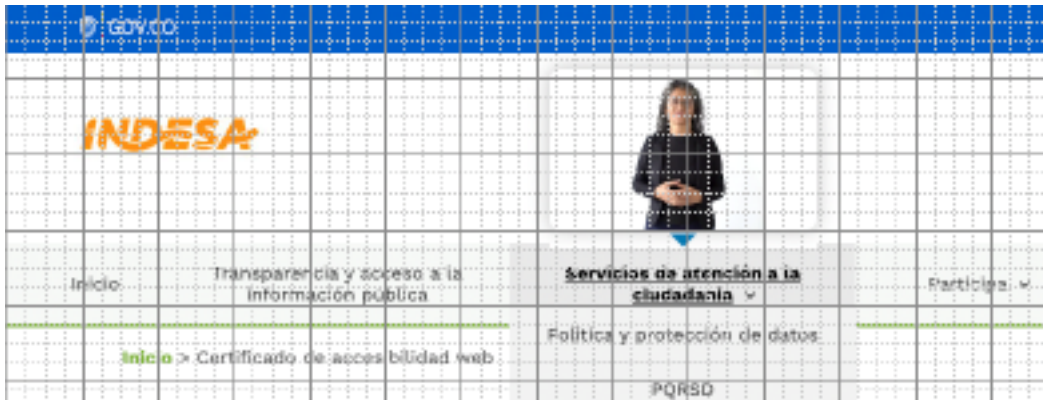 GOV.CO
INDESA
Inicio
Transparencia y acceso a la
información pública
Servicios de atención a la
ciudadanía
Participa
Política y protección de datos
PQRSD
Inicio > Certificado de accesibilidad web